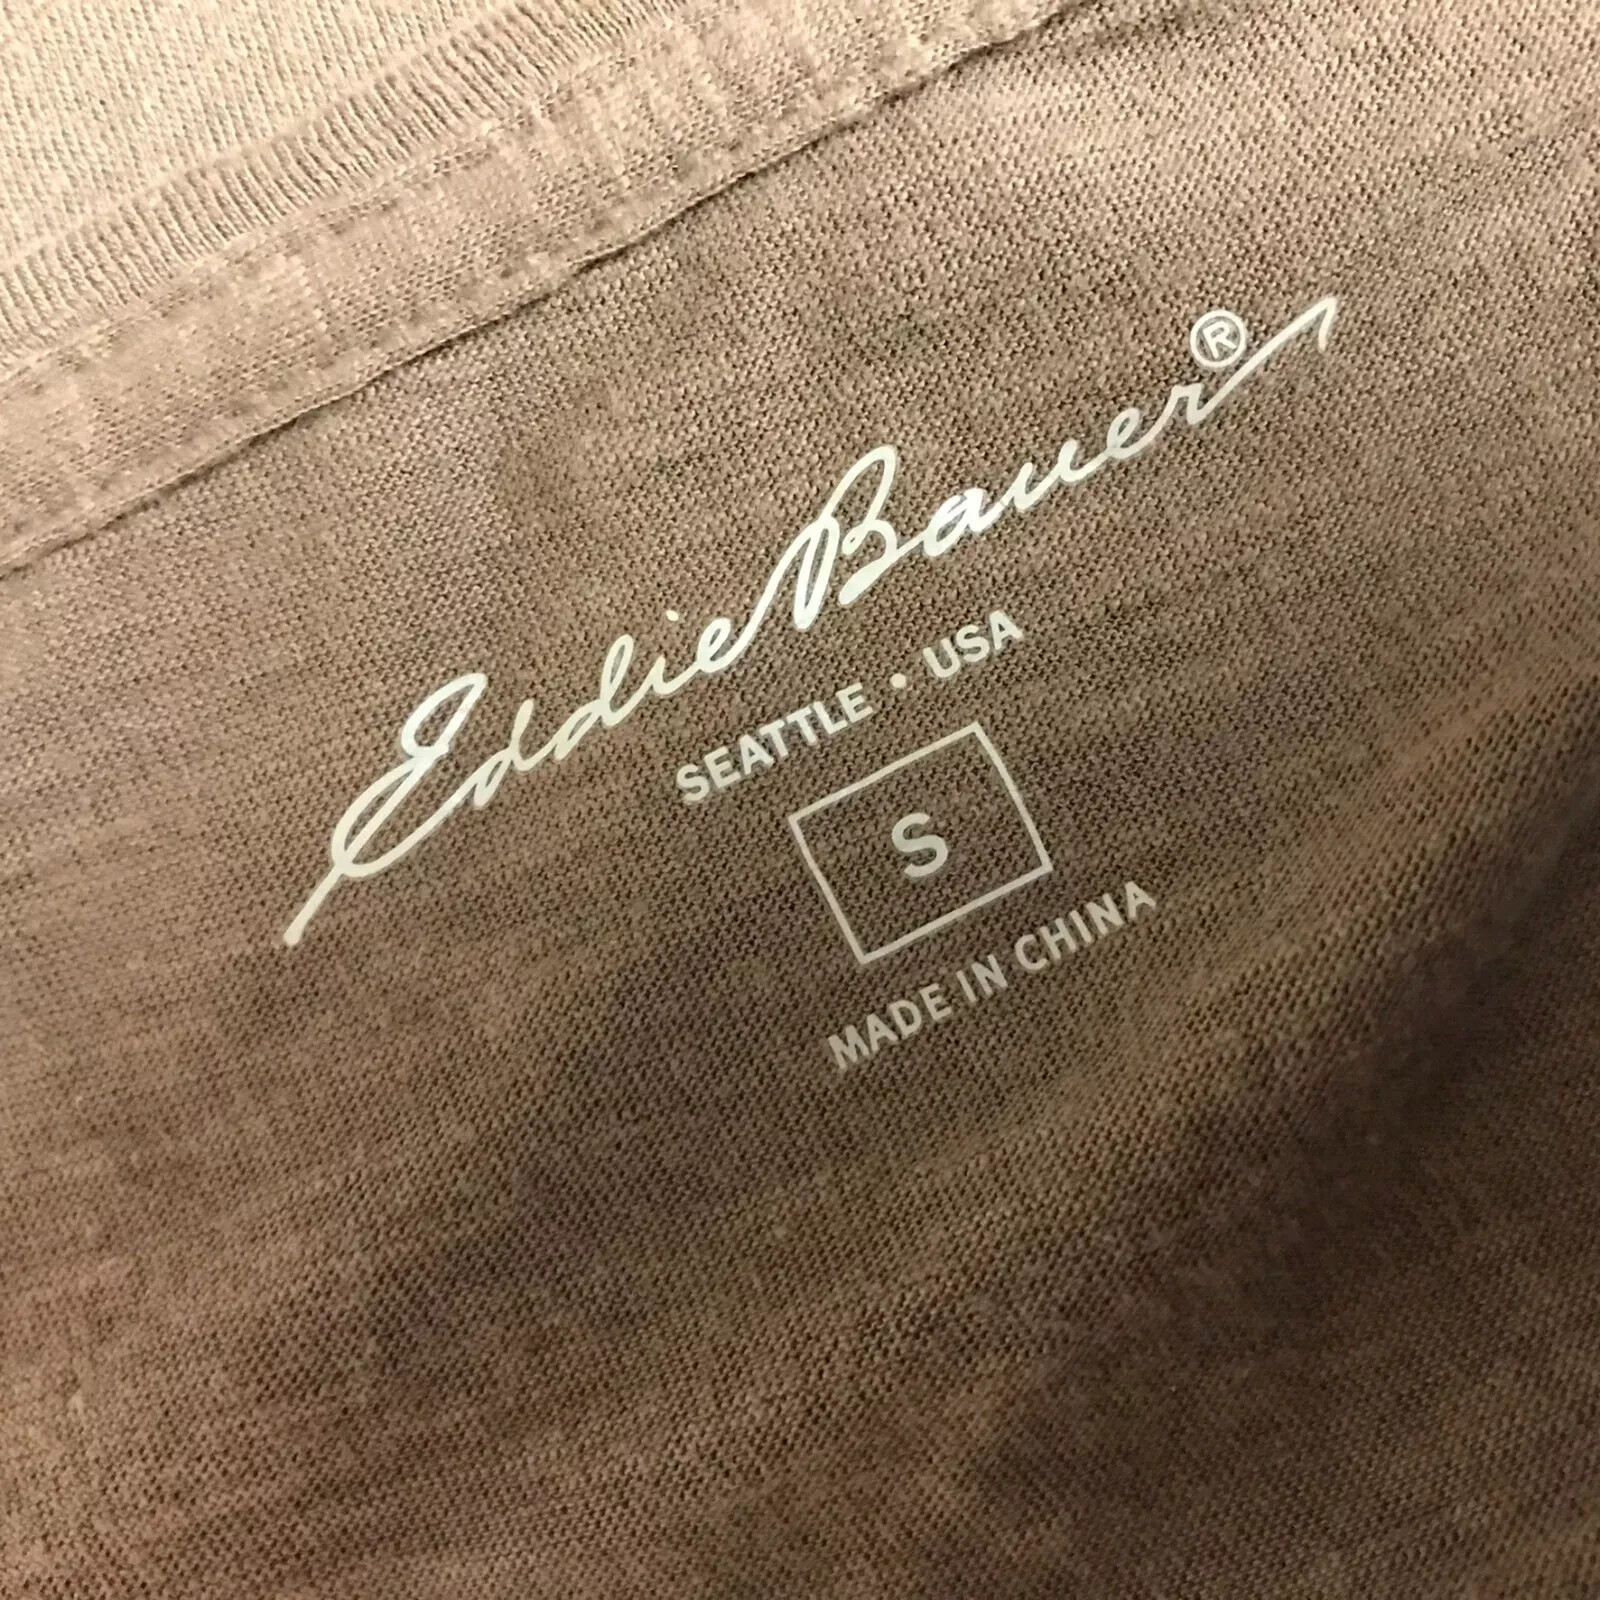 Eddie Bauer®
SEATTLE • USA
S
MADE IN CHINA